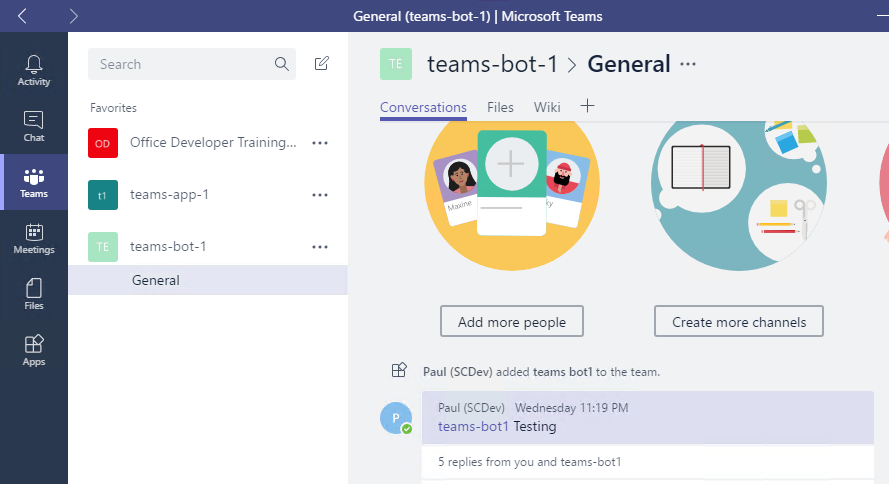 General (teams-bot-1) | Microsoft Teams
Activity
Chat
Teams
Meetings
Files
Apps
Search
Favorites
OD Office Developer Training... •••
t1 teams-app-1 •••
TE teams-bot-1 •••
General
TE teams-bot-1 > General •••
Conversations Files Wiki +
Maxine
ky
Add more people
Create more channels
Paul (SCDev) added teams bot1 to the team.
P
Paul (SCDev) Wednesday 11:19 PM
teams-bot1 Testing
5 replies from you and teams-bot1